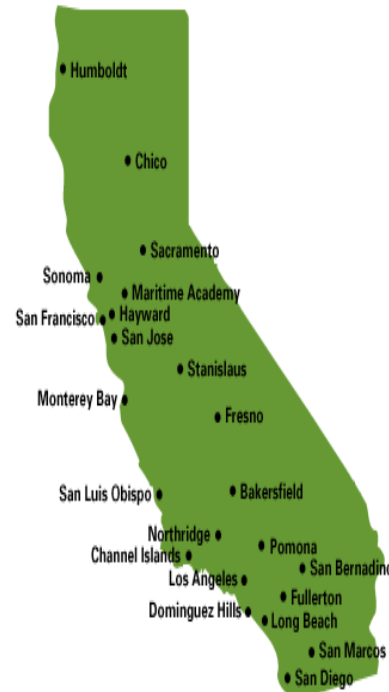 Humboldt
Chico
Sacramento
Sonoma
Maritime Academy
Hayward
San Francisco
San Jose
Stanislaus
Monterey Bay
Fresno
San Luis Obispo
Bakersfield
Northridge
Pomona
Channel Islands
San Bernadino
Los Angeles
Fullerton
Dominguez Hills
Long Beach
San Marcos
San Diego